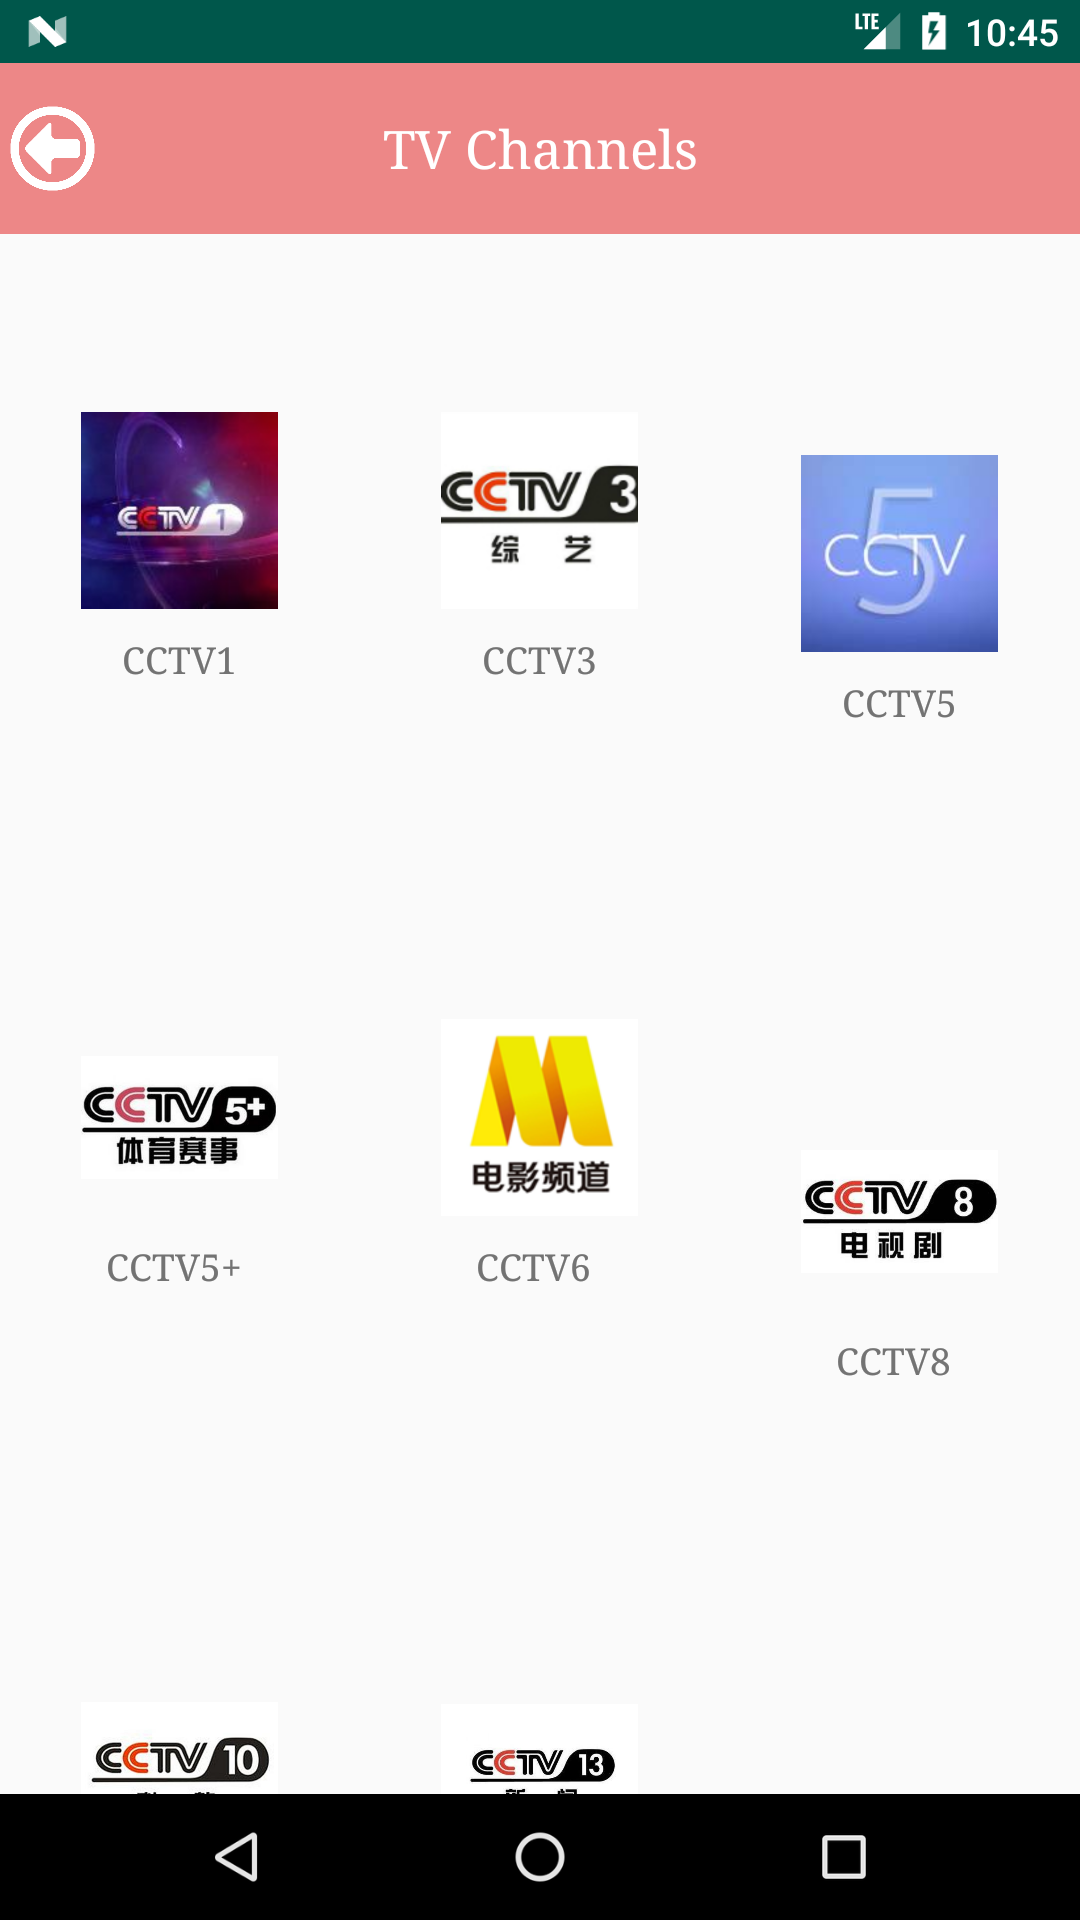 LTE 10:45
TV Channels
CCTV 1
CCTV1
CCTV 3
综 艺
CCTV3
5
CCTV
CCTV5
CCTV 5+
体育赛事
CCTV5+
电影频道
CCTV6
CCTV 8
电视剧
CCTV8
CCTV 10
CCTV 13
新 闻